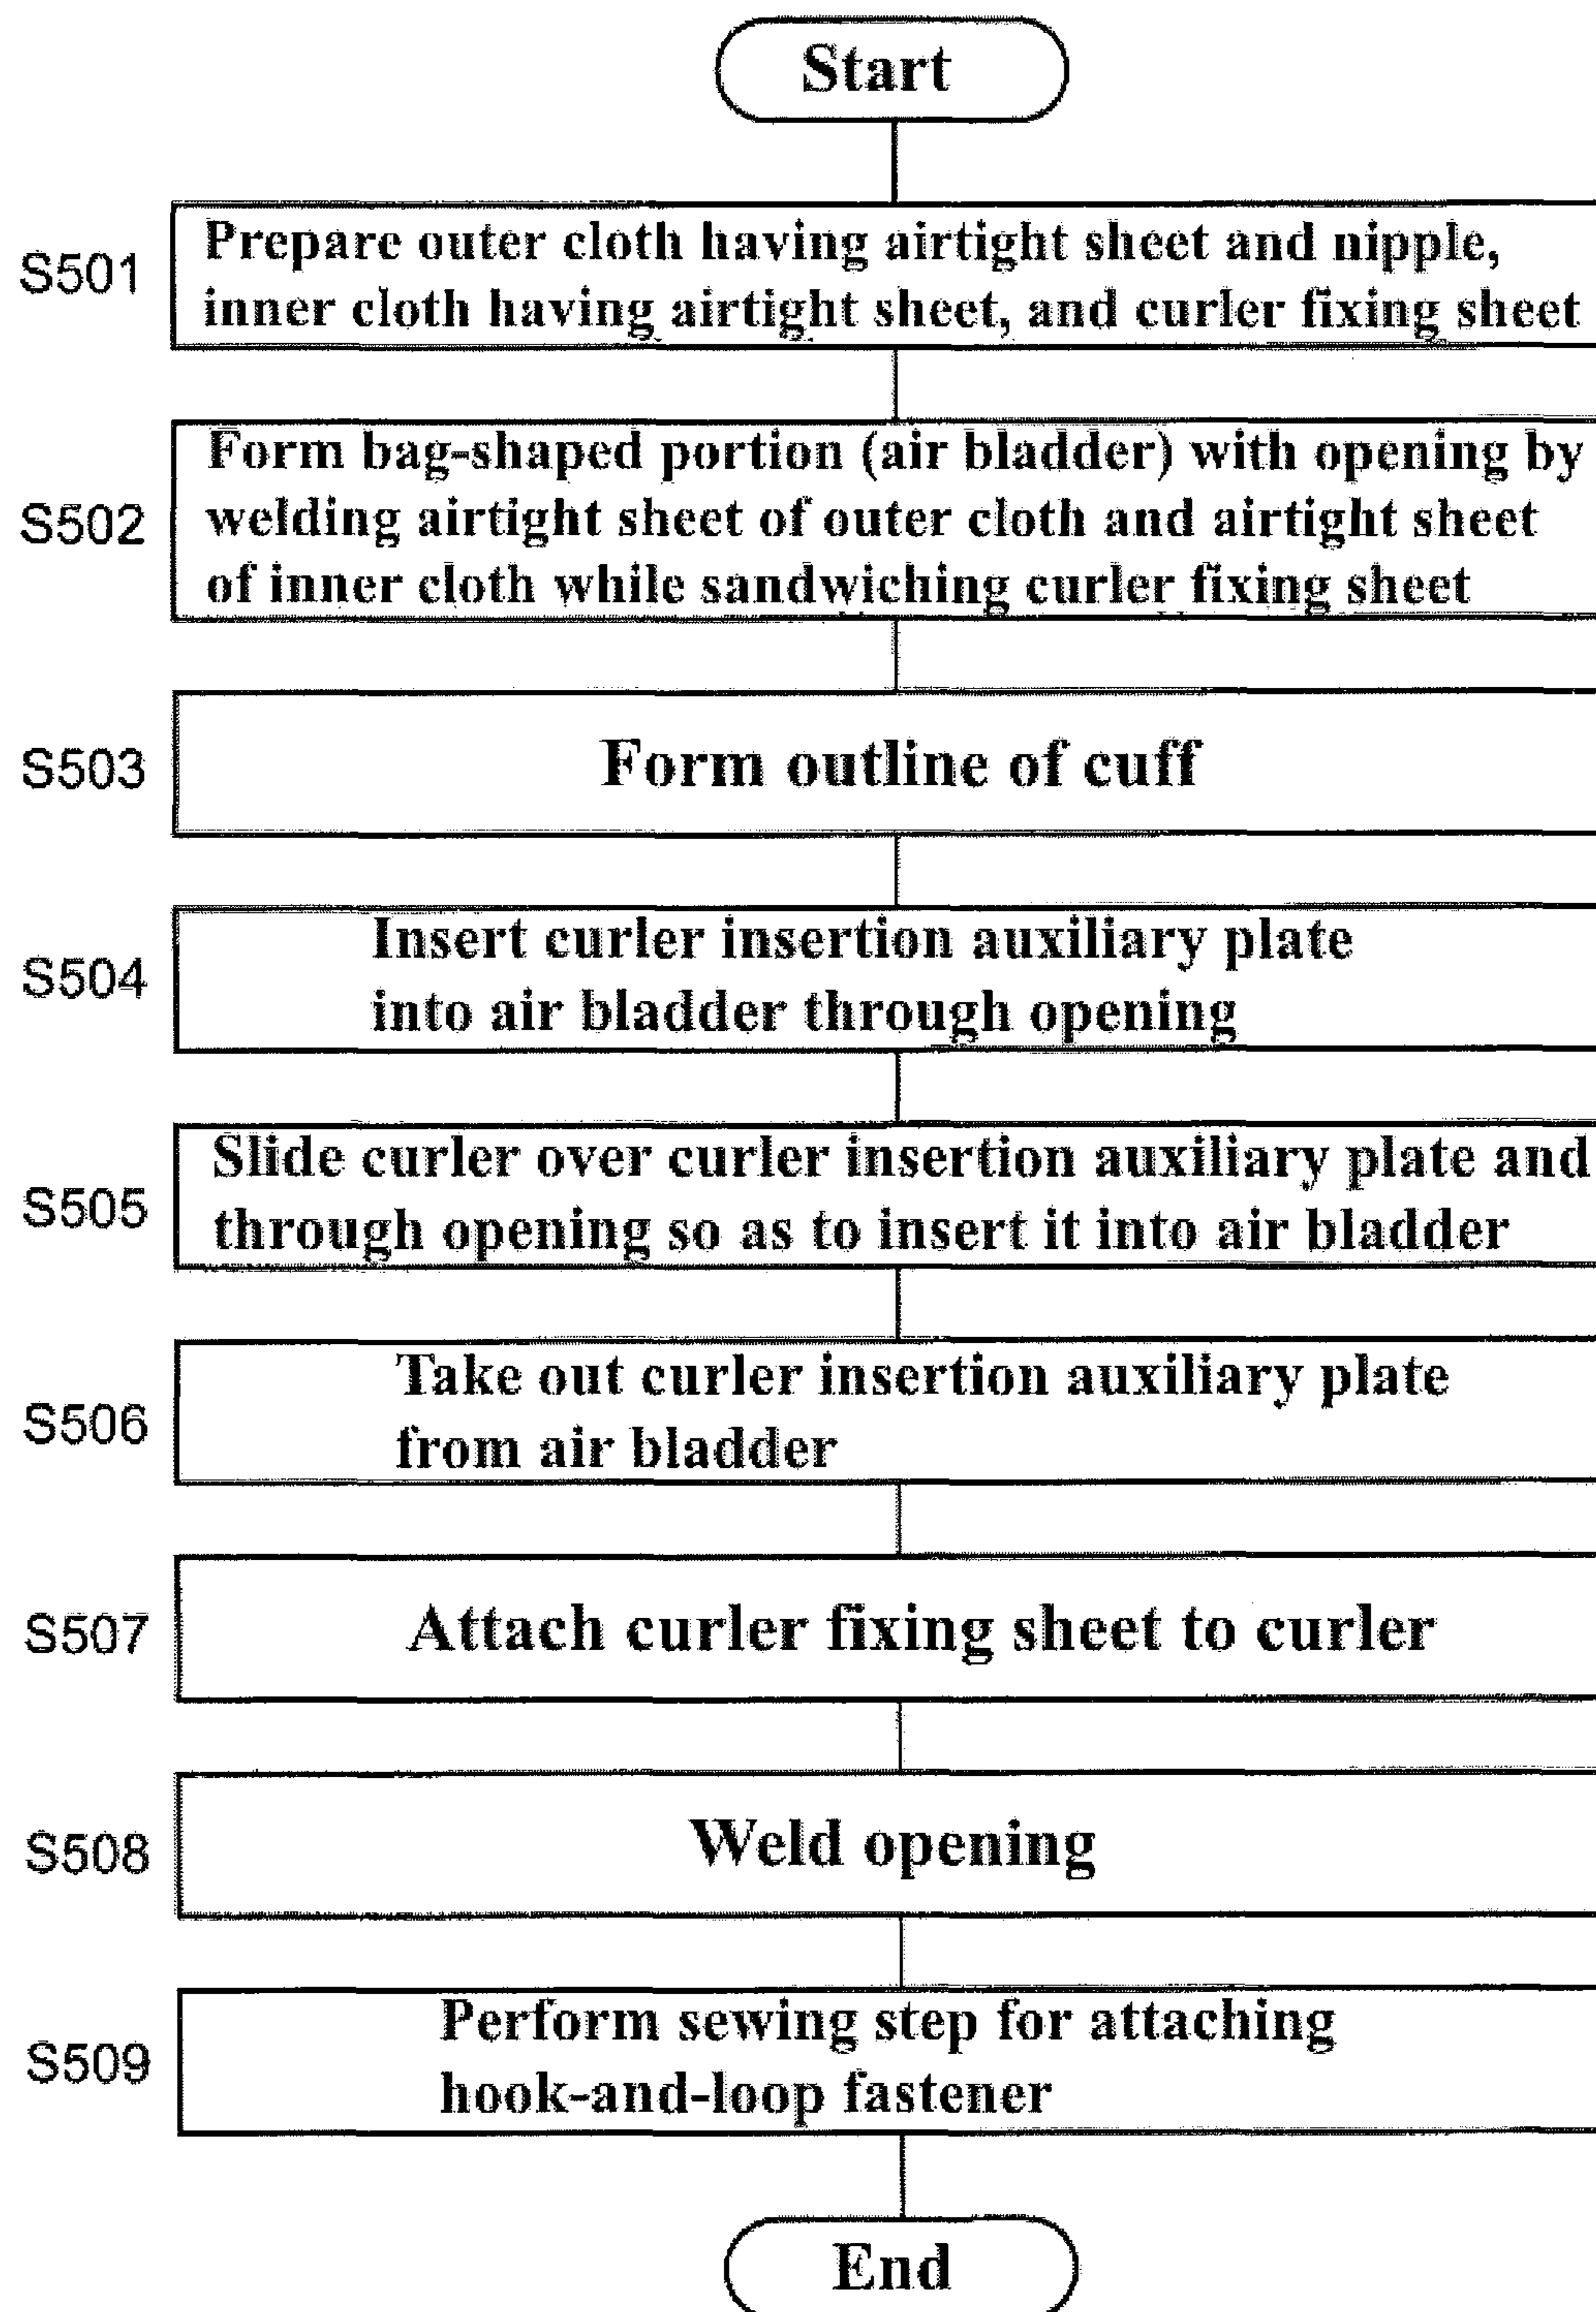 Start
S501
Prepare outer cloth having airtight sheet and nipple,
inner cloth having airtight sheet, and curler fixing sheet
S502
Form bag-shaped portion (air bladder) with opening by
welding airtight sheet of outer cloth and airtight sheet
of inner cloth while sandwiching curler fixing sheet
S503
Form outline of cuff
S504
Insert curler insertion auxiliary plate
into air bladder through opening
S505
Slide curler over curler insertion auxiliary plate and
through opening so as to insert it into air bladder
S506
Take out curler insertion auxiliary plate
from air bladder
S507
Attach curler fixing sheet to curler
S508
Weld opening
S509
Perform sewing step for attaching
hook-and-loop fastener
End